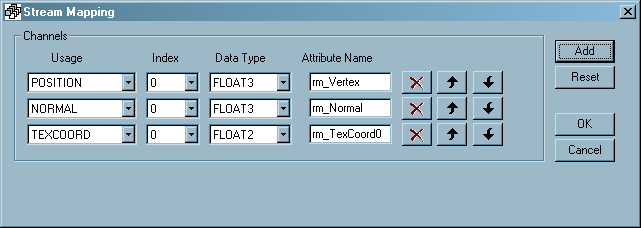 Stream Mapping
Channels
Usage Index Data Type Attribute Name
POSITION 0 FLOAT3 rm_Vertex
NORMAL 0 FLOAT3 rm_Normal
TEXCOORD 0 FLOAT2 rm_TexCoord0
Add
Reset
OK
Cancel